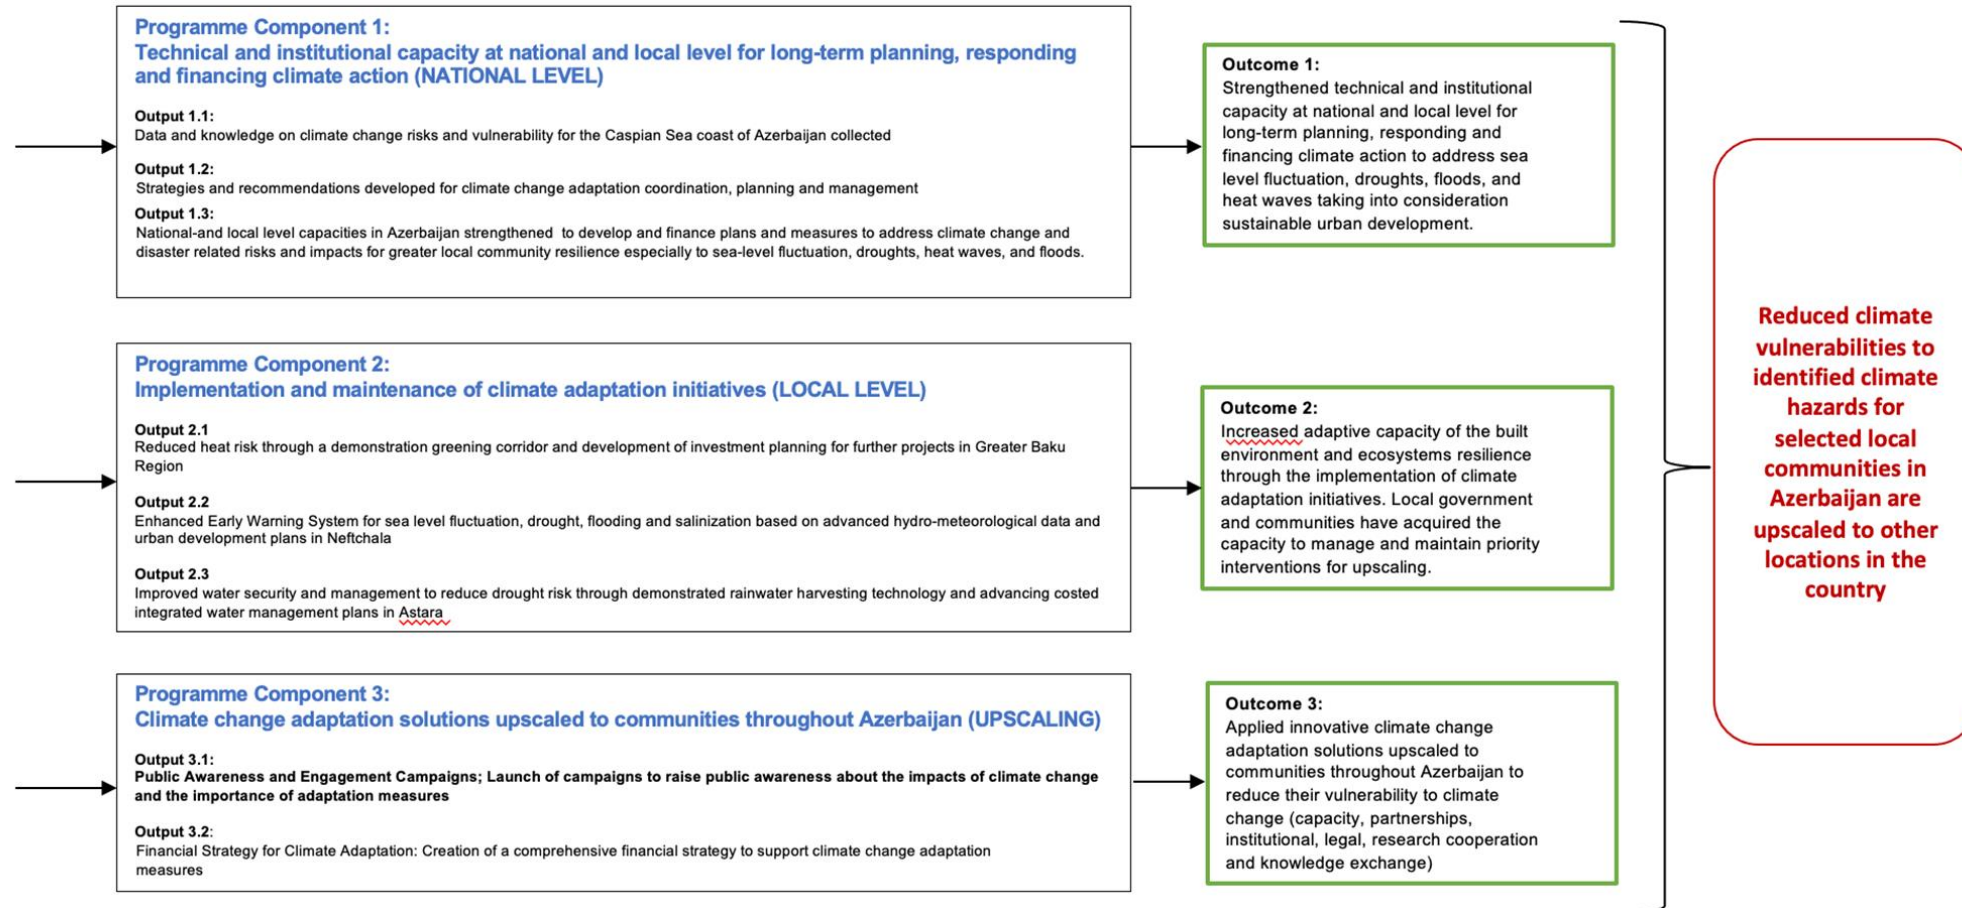 Programme Component 1:
Technical and institutional capacity at national and local level for long-term planning, responding
and financing climate action (NATIONAL LEVEL)
Output 1.1:
Data and knowledge on climate change risks and vulnerability for the Caspian Sea coast of Azerbaijan collected
Output 1.2:
Strategies and recommendations developed for climate change adaptation coordination, planning and management
Output 1.3:
National-and local level capacities in Azerbaijan strengthened to develop and finance plans and measures to address climate change and
disaster related risks and impacts for greater local community resilience especially to sea-level fluctuation, droughts, heat waves, and floods.
Outcome 1:
Strengthened technical and institutional
capacity at national and local level for
long-term planning, responding and
financing climate action to address sea
level fluctuation, droughts, floods, and
heat waves taking into consideration
sustainable urban development.
Programme Component 2:
Implementation and maintenance of climate adaptation initiatives (LOCAL LEVEL)
Output 2.1
Reduced heat risk through a demonstration greening corridor and development of investment planning for further projects in Greater Baku
Region
Output 2.2
Enhanced Early Warning System for sea level fluctuation, drought, flooding and salinization based on advanced hydro-meteorological data and
urban development plans in Neftchala
Output 2.3
Improved water security and management to reduce drought risk through demonstrated rainwater harvesting technology and advancing costed
integrated water management plans in Astara
Outcome 2:
Increased adaptive capacity of the built
environment and ecosystems resilience
through the implementation of climate
adaptation initiatives. Local government
and communities have acquired the
capacity to manage and maintain priority
interventions for upscaling.
Programme Component 3:
Climate change adaptation solutions upscaled to communities throughout Azerbaijan (UPSCALING)
Output 3.1:
Public Awareness and Engagement Campaigns; Launch of campaigns to raise public awareness about the impacts of climate change
and the importance of adaptation measures
Output 3.2:
Financial Strategy for Climate Adaptation: Creation of a comprehensive financial strategy to support climate change adaptation
measures
Outcome 3:
Applied innovative climate change
adaptation solutions upscaled to
communities throughout Azerbaijan to
reduce their vulnerability to climate
change (capacity, partnerships,
institutional, legal, research cooperation
and knowledge exchange)
Reduced climate
vulnerabilities to
identified climate
hazards for
selected local
communities in
Azerbaijan are
upscaled to other
locations in the
country